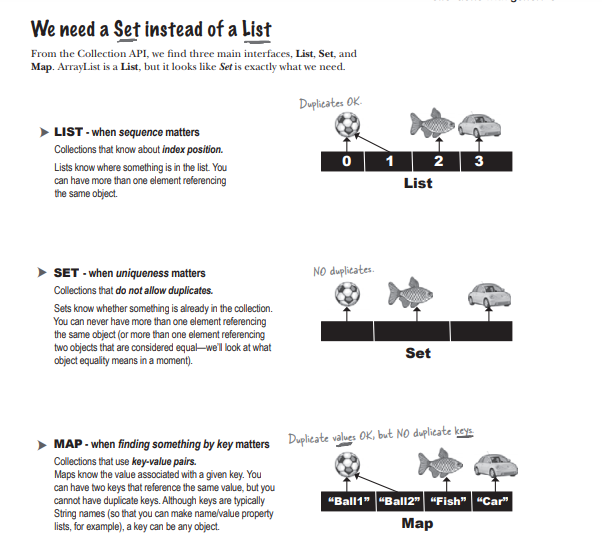 We need a Set instead of a List
From the Collection API, we find three main interfaces, List, Set, and
Map. ArrayList is a List, but it looks like Set is exactly what we need.
LIST - when sequence matters
Collections that know about index position.
Lists know where something is in the list. You
can have more than one element referencing
the same object.
Duplicates OK.
0 1 2 3
List
SET - when uniqueness matters
Collections that do not allow duplicates.
Sets know whether something is already in the collection.
You can never have more than one element referencing
the same object (or more than one element referencing
two objects that are considered equal—we'll look at what
object equality means in a moment).
NO duplicates.
Set
MAP - when finding something by key matters
Collections that use key-value pairs.
Maps know the value associated with a given key. You
can have two keys that reference the same value, but you
cannot have duplicate keys. Although keys are typically
String names (so that you can make name/value property
lists, for example), a key can be any object.
Duplicate values OK, but NO duplicate keys.
“Ball1” “Ball2” “Fish” “Car”
Map